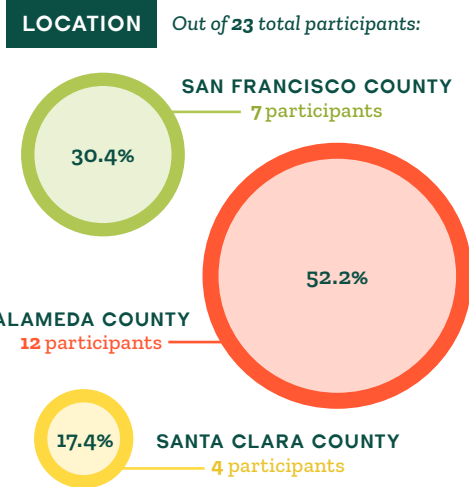 LOCATION
Out of 23 total participants:
SAN FRANCISCO COUNTY
7 participants
30.4%
52.2%
ALAMEDA COUNTY
12 participants
17.4%
SANTA CLARA COUNTY
4 participants